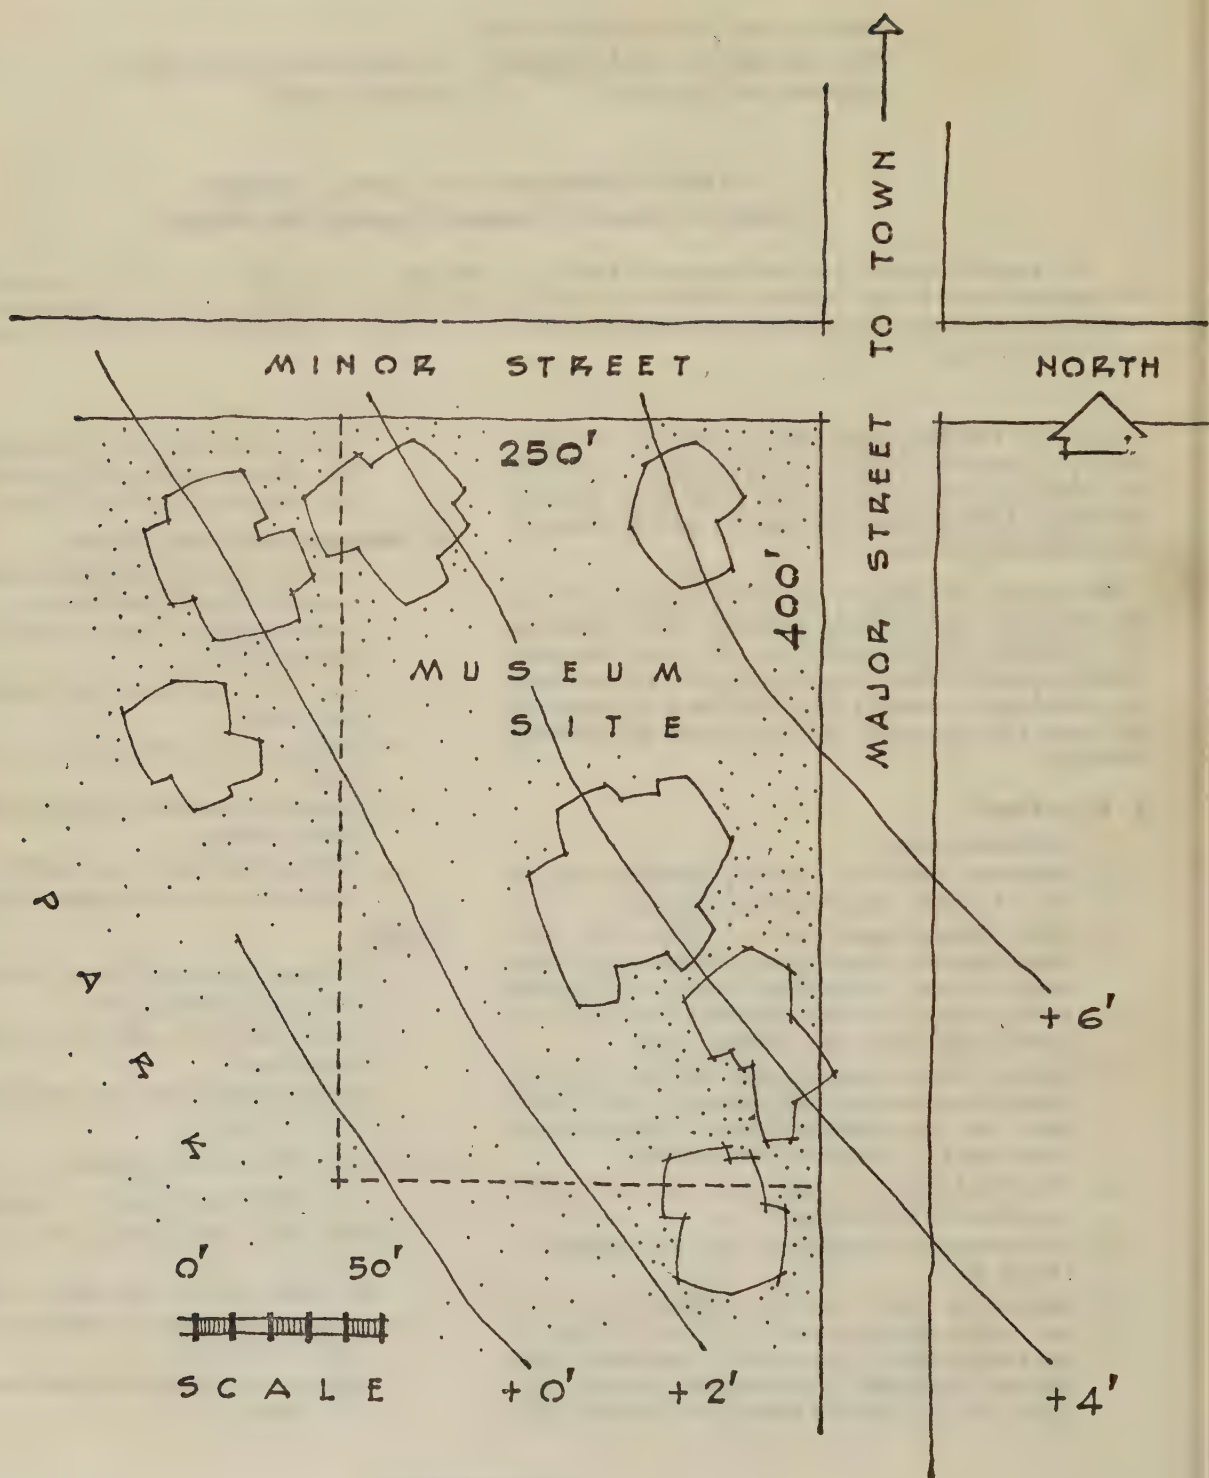 MAJOR STREET TO TOWN
MINOR STREET
NORTH
250'
400'
MUSEUM
SITE
PARK
+6'
0' 50'
SCALE
+0'
+2'
+4'